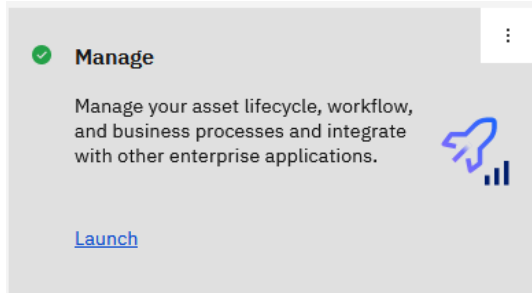 Manage
Manage your asset lifecycle, workflow,
and business processes and integrate
with other enterprise applications.
Launch